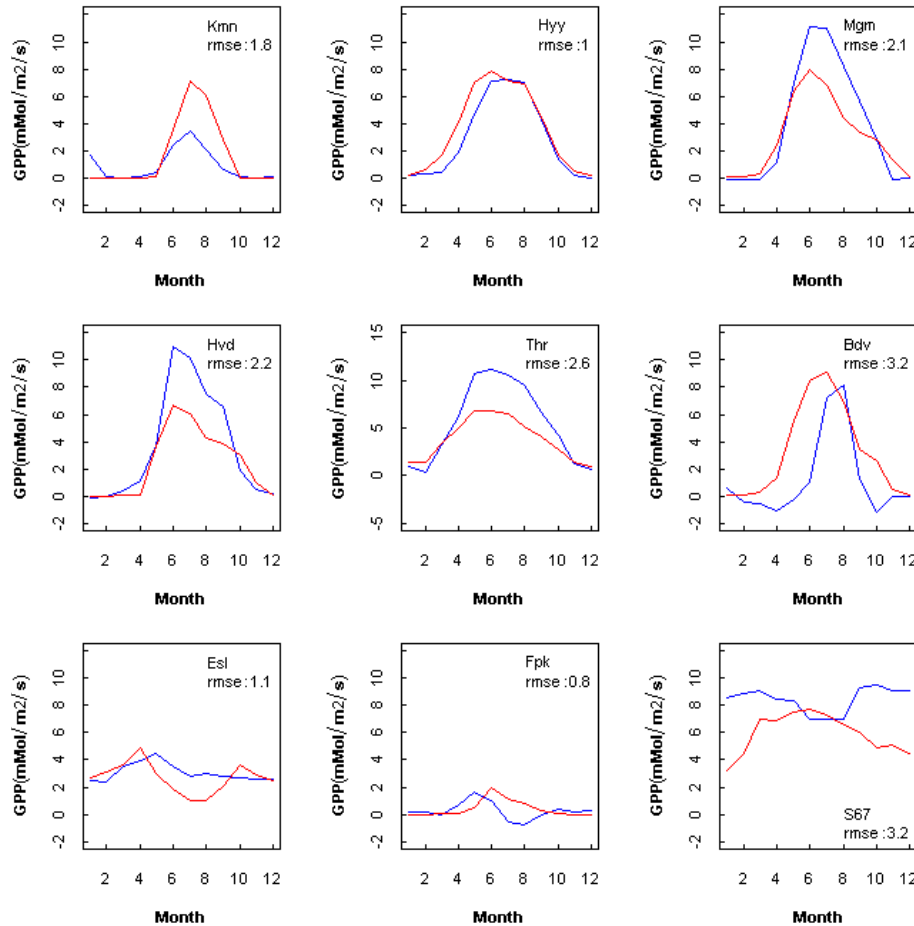 Kmn
rmse :1.8
GPP(mMol/m2/s)
-2 0 2 4 6 8 10
2 4 6 8 10 12
Month
Hyy
rmse :1
GPP(mMol/m2/s)
-2 0 2 4 6 8 10
2 4 6 8 10 12
Month
Mgm
rmse :2.1
GPP(mMol/m2/s)
-2 0 2 4 6 8 10
2 4 6 8 10 12
Month
Hvd
rmse :2.2
GPP(mMol/m2/s)
-2 0 2 4 6 8 10
2 4 6 8 10 12
Month
Thr
rmse :2.6
GPP(mMol/m2/s)
-5 0 5 10 15
2 4 6 8 10 12
Month
Bdv
rmse :3.2
GPP(mMol/m2/s)
-2 0 2 4 6 8 10
2 4 6 8 10 12
Month
Esl
rmse :1.1
GPP(mMol/m2/s)
-2 0 2 4 6 8 10
2 4 6 8 10 12
Month
Fpk
rmse :0.8
GPP(mMol/m2/s)
-2 0 2 4 6 8 10
2 4 6 8 10 12
Month
S67
rmse :3.2
GPP(mMol/m2/s)
-2 0 2 4 6 8 10
2 4 6 8 10 12
Month